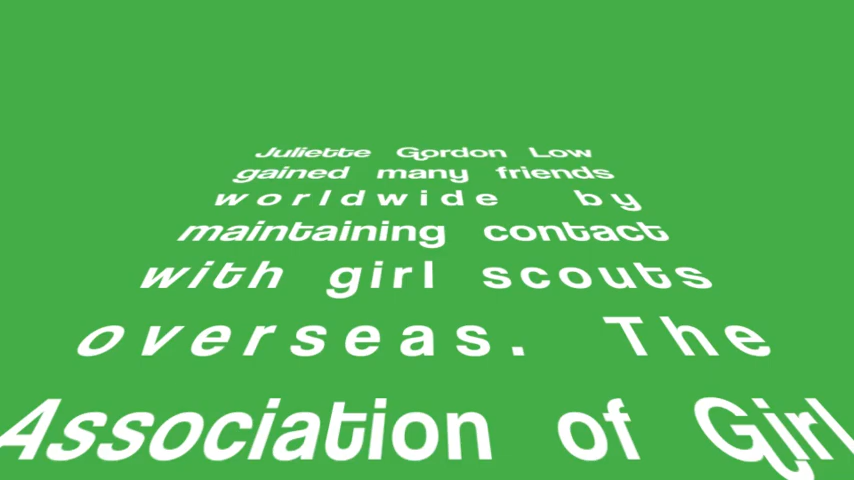 Juliette Gordon Low
gained many friends
worldwide by
maintaining contact
with girl scouts
overseas. The
Association of Girl